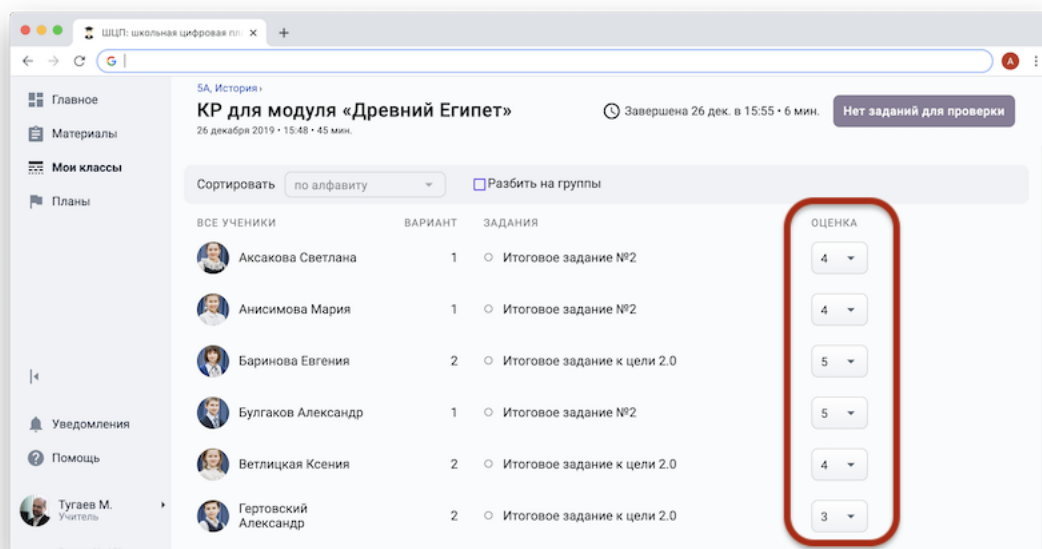 ШЦП: школьная цифровая пл
Главное
Материалы
Мои классы
Планы
Уведомления
Помощь
Тугаев М.
Учитель
5А, История ›
КР для модуля «Древний Египет»
26 декабря 2019 • 15:48 • 45 мин.
Завершена 26 дек. в 15:55 • 6 мин.
Нет заданий для проверки
A
Сортировать по алфавиту Разбить на группы
ВСЕ УЧЕНИКИ ВАРИАНТ ЗАДАНИЯ ОЦЕНКА
Аксакова Светлана 1 Итоговое задание №2 4
Анисимова Мария 1 Итоговое задание №2 4
Баринова Евгения 2 Итоговое задание к цели 2.0 5
Булгаков Александр 1 Итоговое задание №2 5
Ветлицкая Ксения 2 Итоговое задание к цели 2.0 4
Гертовский
Александр 2 Итоговое задание к цели 2.0 3